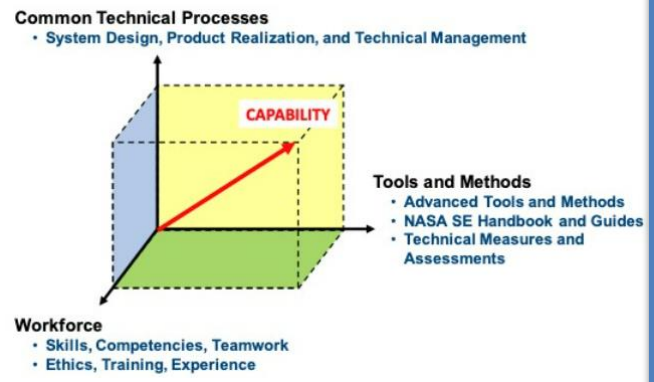 Common Technical Processes
• System Design, Product Realization, and Technical Management
CAPABILITY
Tools and Methods
• Advanced Tools and Methods
• NASA SE Handbook and Guides
• Technical Measures and
Assessments
Workforce
• Skills, Competencies, Teamwork
• Ethics, Training, Experience